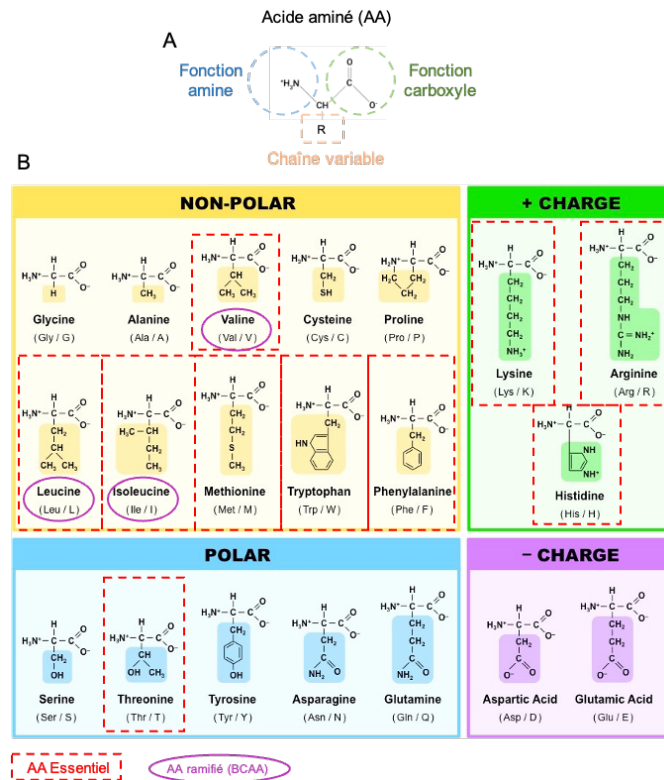 Acide aminé (AA)
A
Fonction amine
Fonction carboxyle
⁺H₃N
O
CH
O⁻
R
Chaîne variable
B
NON-POLAR
+ CHARGE
Glycine
(Gly / G)
Alanine
(Ala / A)
Valine
(Val / V)
Cysteine
(Cys / C)
Proline
(Pro / P)
Lysine
(Lys / K)
Arginine
(Arg / R)
Leucine
(Leu / L)
Isoleucine
(Ile / I)
Methionine
(Met / M)
Tryptophan
(Trp / W)
Phenylalanine
(Phe / F)
Histidine
(His / H)
POLAR
– CHARGE
Serine
(Ser / S)
Threonine
(Thr / T)
Tyrosine
(Tyr / Y)
Asparagine
(Asn / N)
Glutamine
(Gln / Q)
Aspartic Acid
(Asp / D)
Glutamic Acid
(Glu / E)
AA Essentiel
AA ramifié (BCAA)